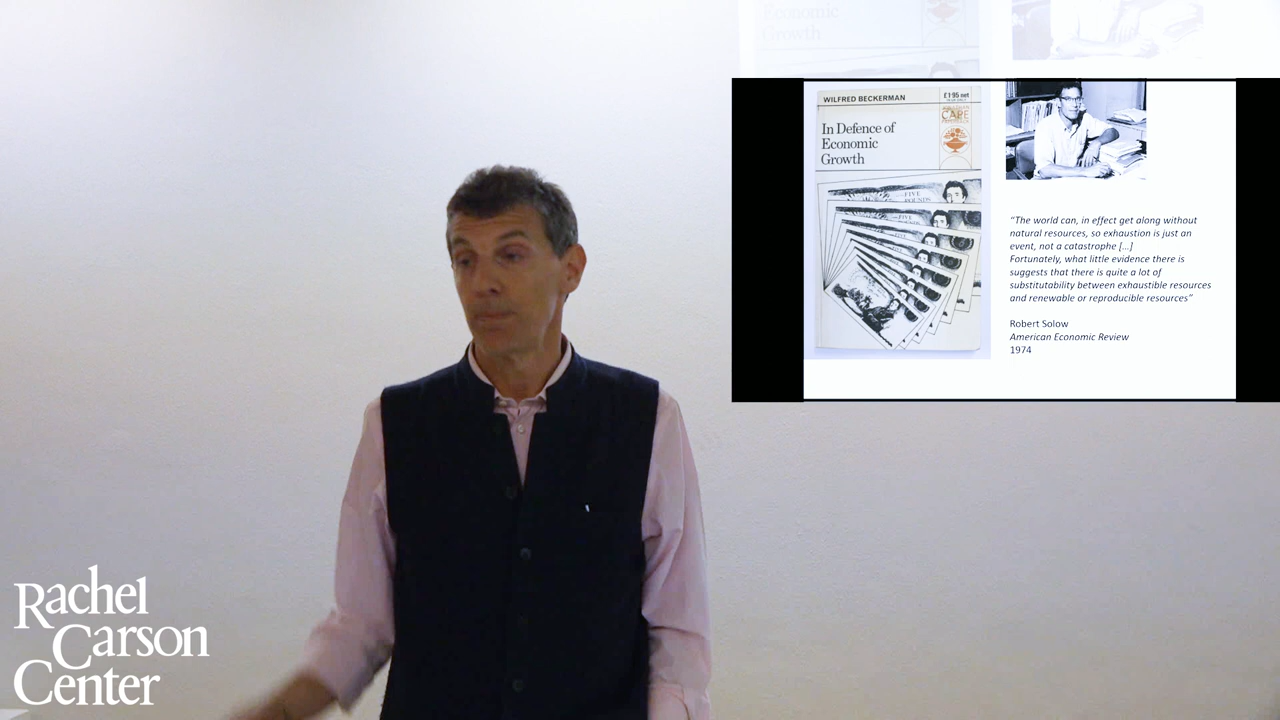 Economic
Growth
WILFRED BECKERMAN
£1·95 net
CAPE
In Defence of
Economic
Growth
FIVE
POUNDS
FIVE
“The world can, in effect get along without
natural resources, so exhaustion is just an
event, not a catastrophe [...]
Fortunately, what little evidence there is
suggests that there is quite a lot of
substitutability between exhaustible resources
and renewable or reproducible resources”
Robert Solow
American Economic Review
1974
Rachel
Carson
Center